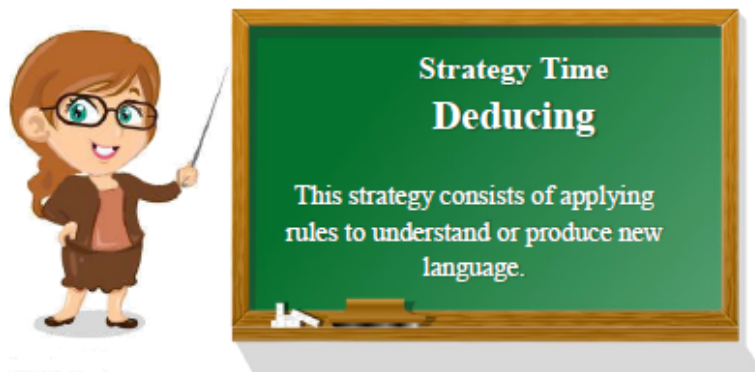 Strategy Time
Deducing
This strategy consists of applying
rules to understand or produce new
language.